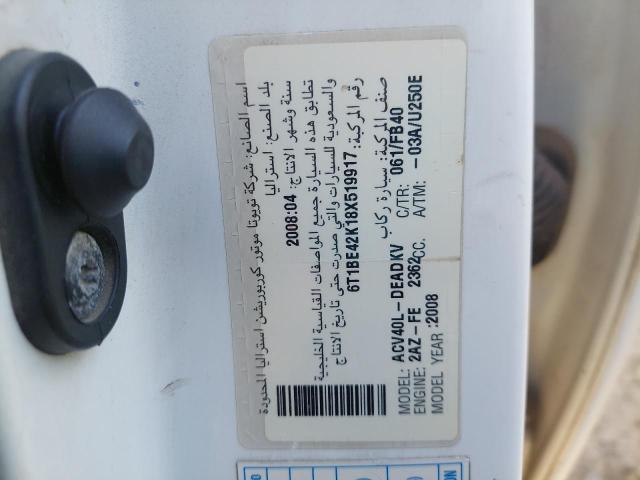 اسم الصانع: شركة تويوتا موتور كوربوريشن استراليا المحدودة
بلد الصنع: استراليا
سنة وشهر الانتاج: 2008:04
تطابق هذه السيارة جميع المواصفات القياسية الخليجية
والسعودية للسيارات والتي صدرت حتى تاريخ الانتاج
رقم المركبة: 6T1BE42K18X519917
صنف المركبة: سيارة ركاب
MODEL: ACV40L-DEADKV C/TR: 061/FB40
ENGINE: 2AZ-FE 2362CC. A/TM: -03A/U250E
MODEL YEAR :2008